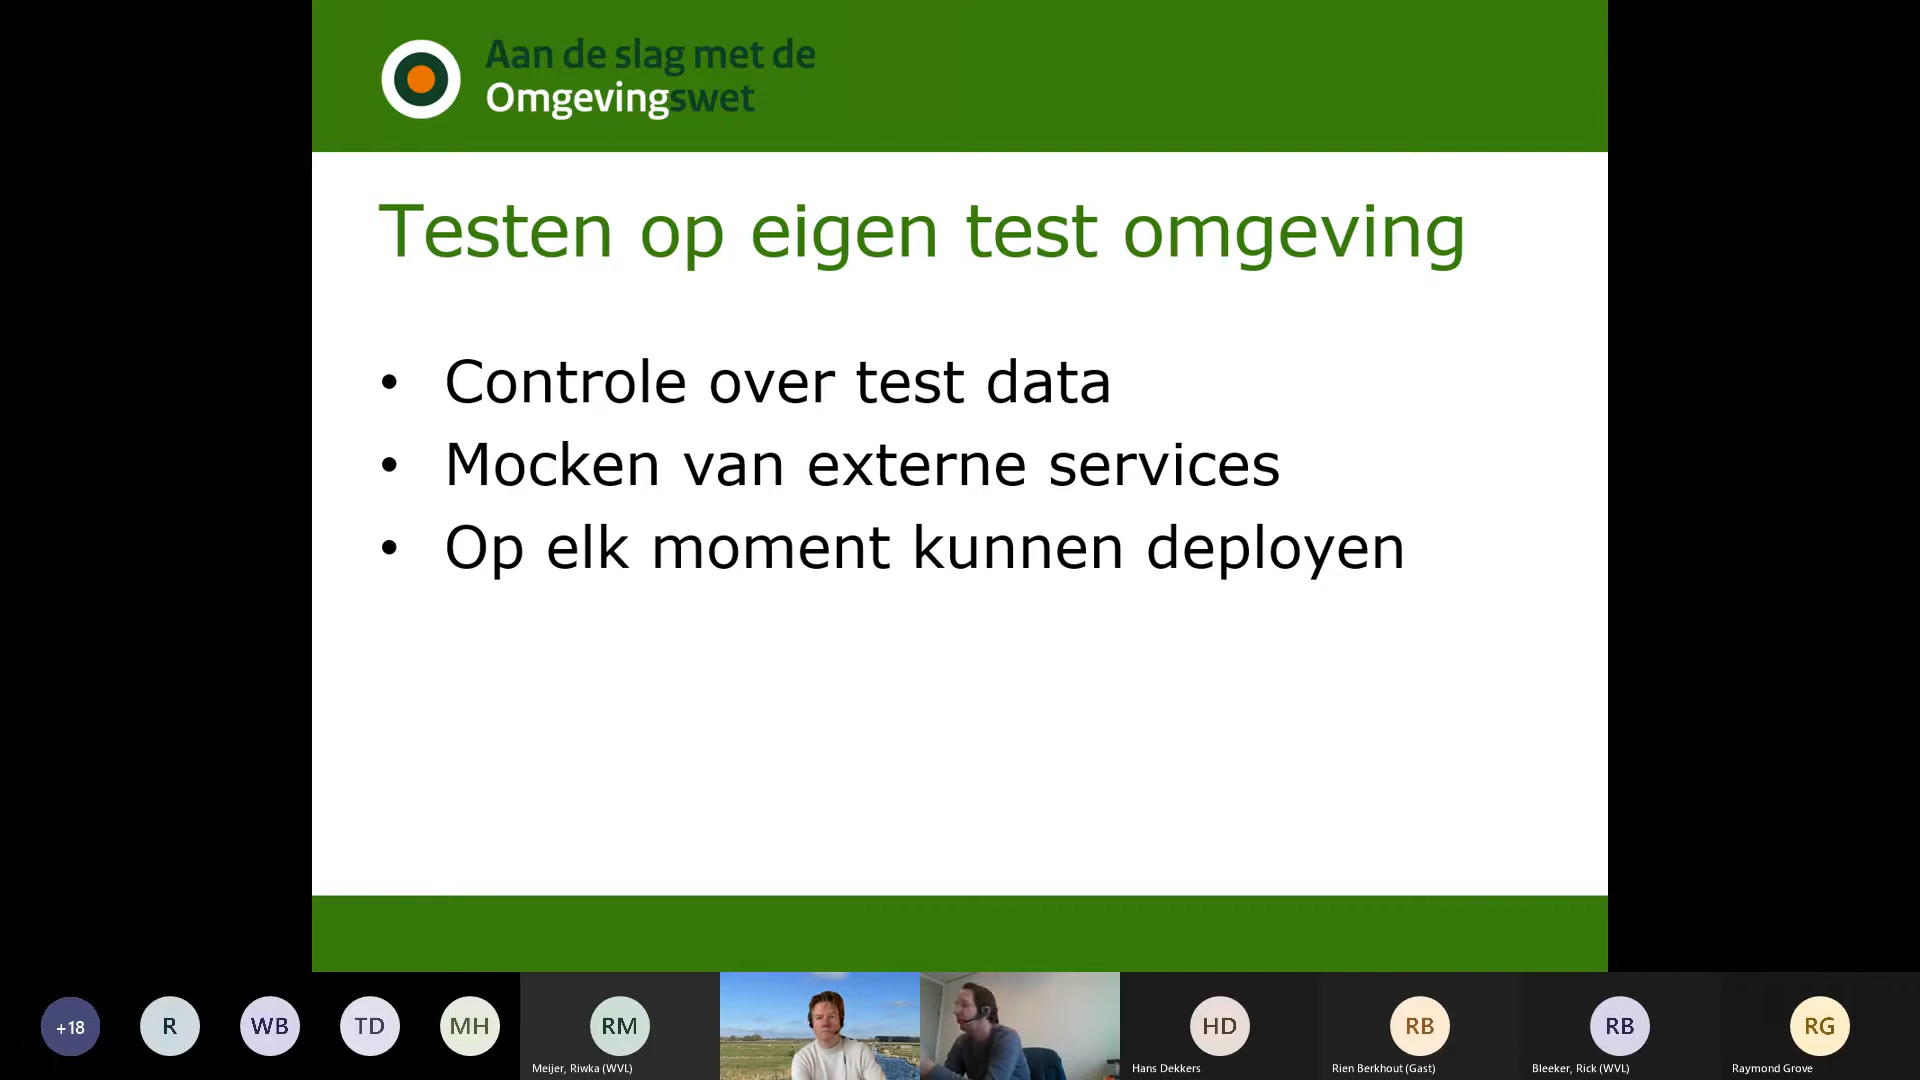 Aan de slag met de
Omgevingswet
Testen op eigen test omgeving
• Controle over test data
• Mocken van externe services
• Op elk moment kunnen deployen
+18
R
WB
TD
MH
RM
HD
RB
RB
RG
Meijer, Riwka (WVL)
Hans Dekkers
Rien Berkhout (Gast)
Bleeker, Rick (WVL)
Raymond Grove